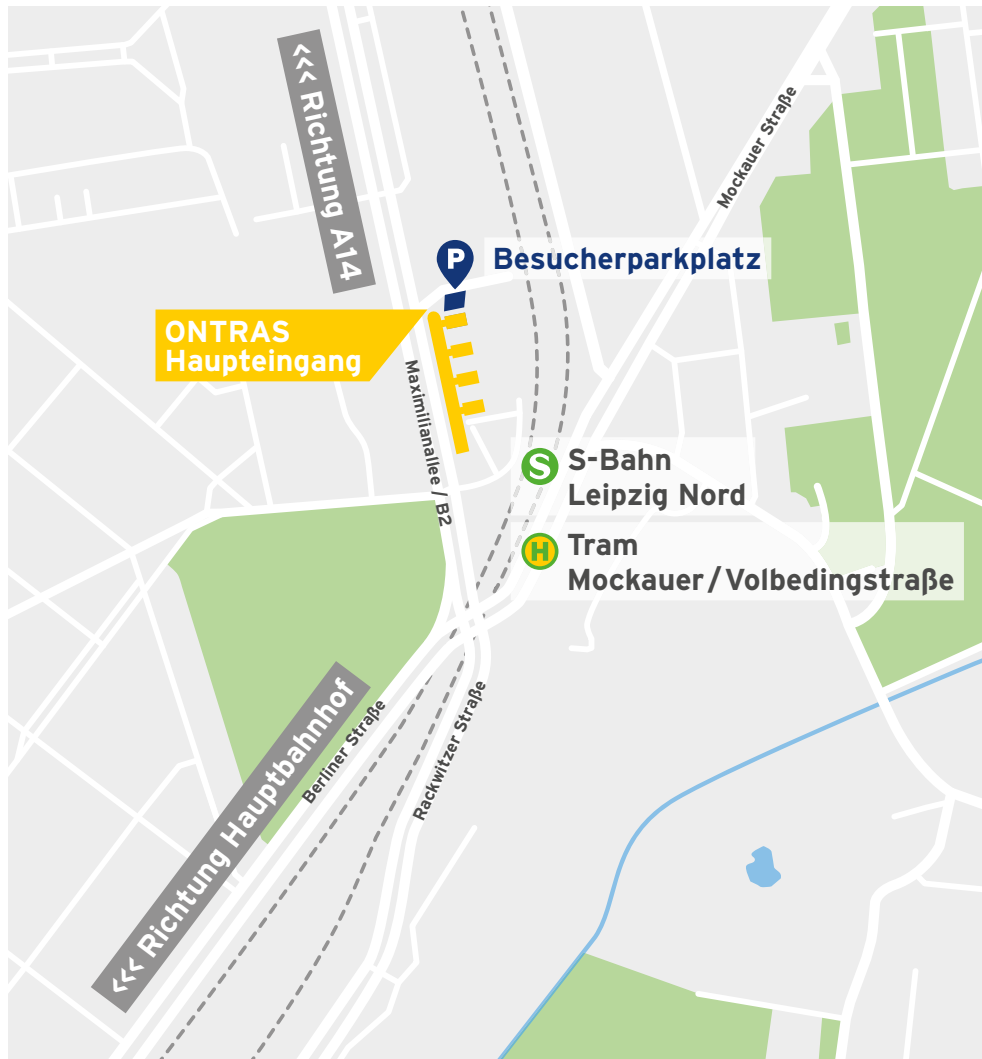 <<< Richtung A14
Mockauer Straße
P
Besucherparkplatz
ONTRAS
Haupteingang
Maximilianallee / B2
S
S-Bahn
Leipzig Nord
H
Tram
Mockauer/Volbedingstraße
<<< Richtung Hauptbahnhof
Berliner Straße
Rackwitzer Straße